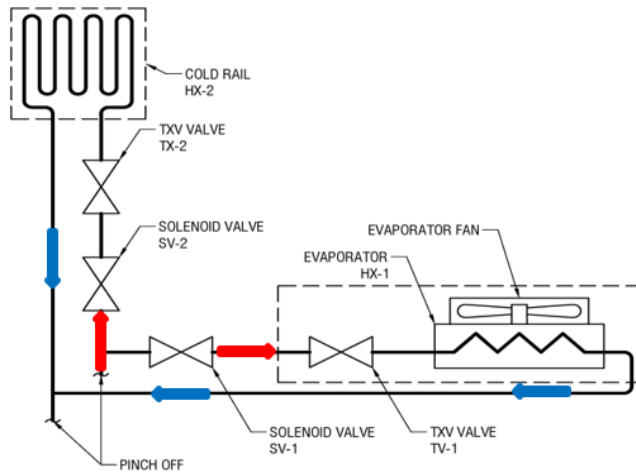 COLD RAIL
HX-2
TXV VALVE
TX-2
SOLENOID VALVE
SV-2
EVAPORATOR FAN
EVAPORATOR
HX-1
SOLENOID VALVE
SV-1
TXV VALVE
TV-1
PINCH OFF